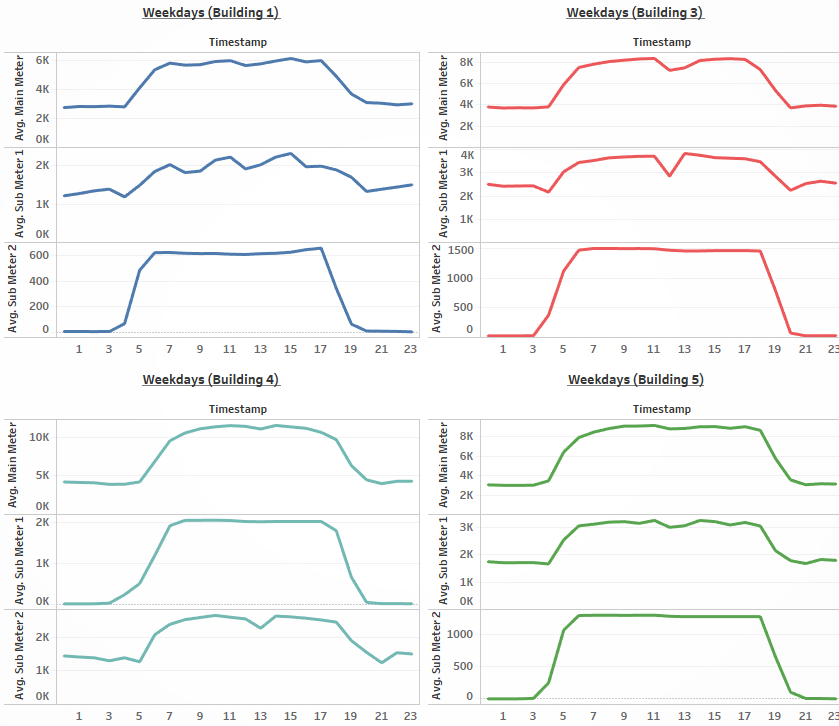 Weekdays (Building 1)
Timestamp
Avg. Main Meter
6K
4K
2K
0K
Avg. Sub Meter 1
2K
1K
0K
Avg. Sub Meter 2
600
400
200
0
1 3 5 7 9 11 13 15 17 19 21 23
Weekdays (Building 3)
Timestamp
Avg. Main Meter
8K
6K
4K
2K
Avg. Sub Meter 1
4K
3K
2K
1K
Avg. Sub Meter 2
1500
1000
500
0
1 3 5 7 9 11 13 15 17 19 21 23
Weekdays (Building 4)
Timestamp
Avg. Main Meter
10K
5K
0K
Avg. Sub Meter 1
2K
1K
0K
Avg. Sub Meter 2
2K
1K
0K
1 3 5 7 9 11 13 15 17 19 21 23
Weekdays (Building 5)
Timestamp
Avg. Main Meter
8K
6K
4K
2K
Avg. Sub Meter 1
3K
2K
1K
0K
Avg. Sub Meter 2
1000
500
0
1 3 5 7 9 11 13 15 17 19 21 23